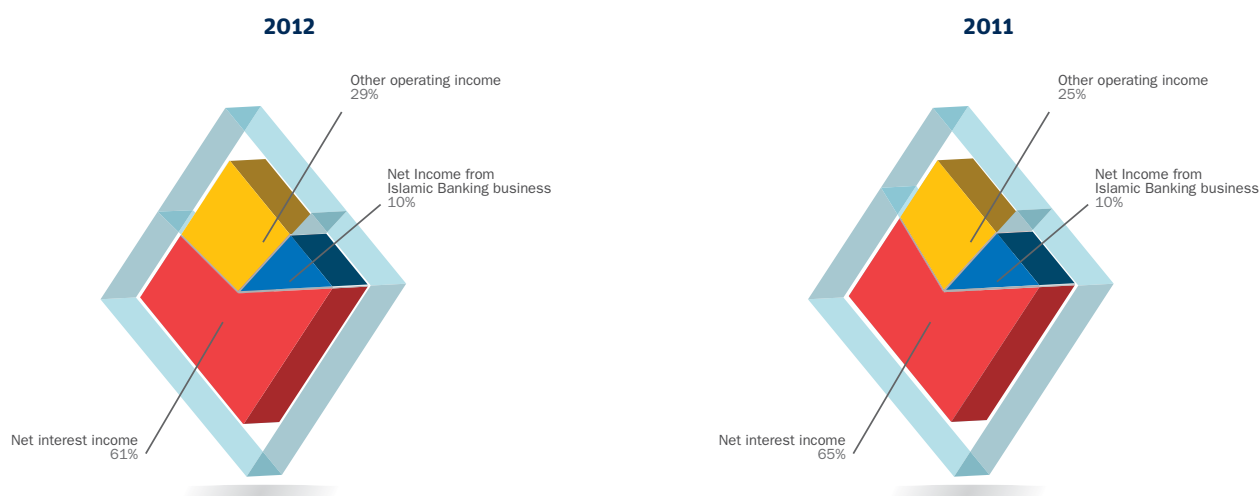 2012
Other operating income
29%
Net Income from
Islamic Banking business
10%
Net interest income
61%
2011
Other operating income
25%
Net Income from
Islamic Banking business
10%
Net interest income
65%